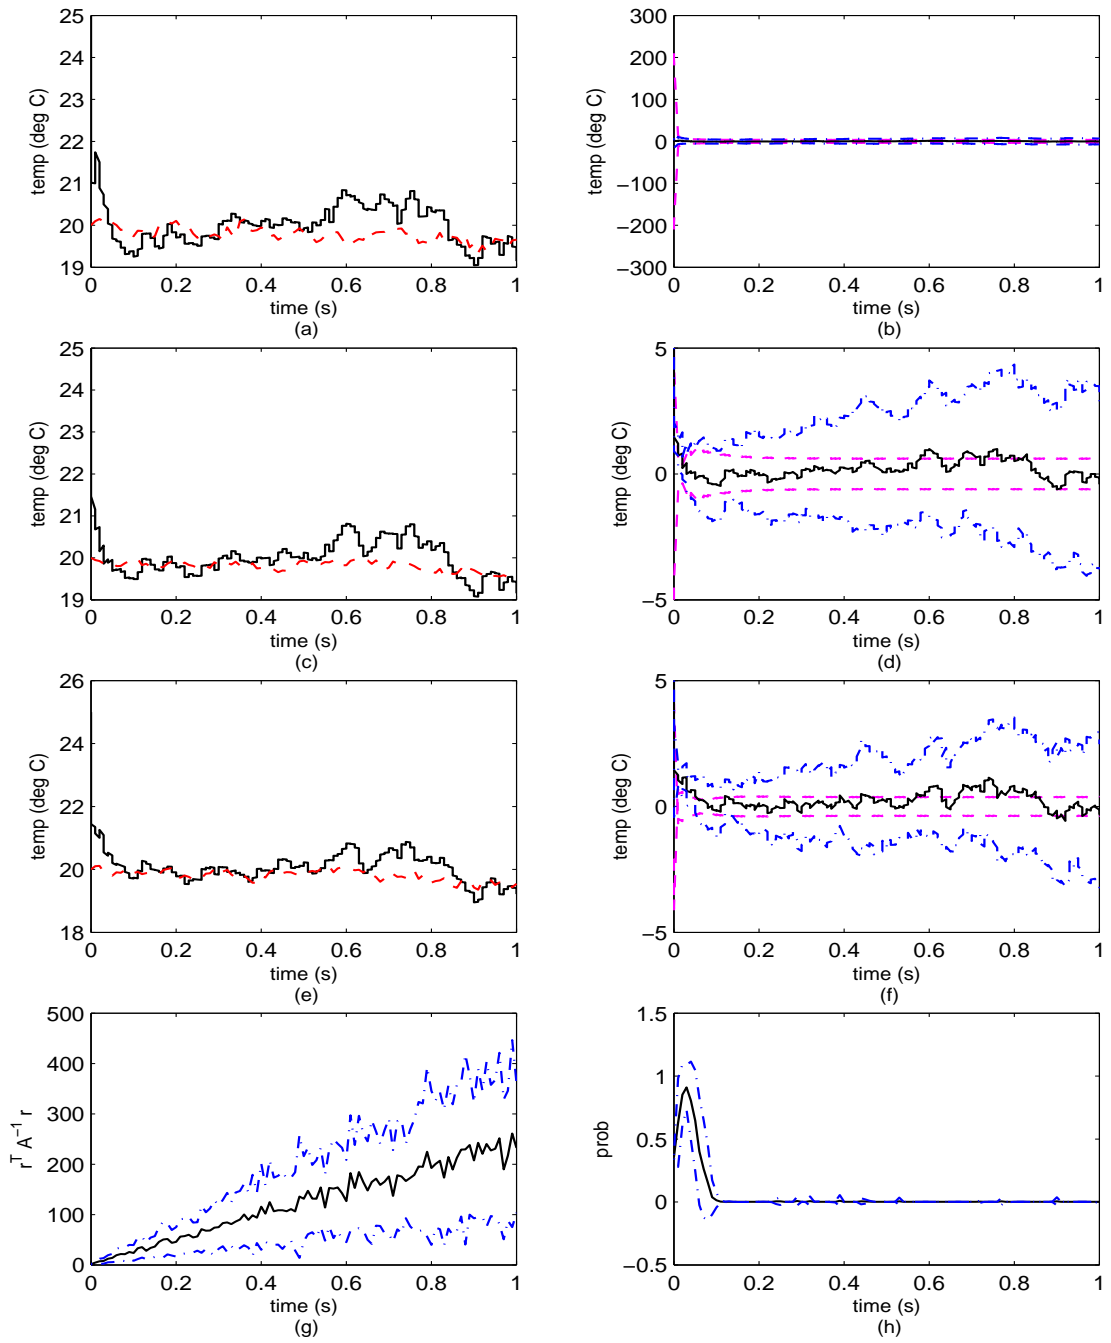 25
24
23
22
21
20
19
temp (deg C)
0 0.2 0.4 0.6 0.8 1
time (s)
(a)
300
200
100
0
−100
−200
−300
temp (deg C)
0 0.2 0.4 0.6 0.8 1
time (s)
(b)
25
24
23
22
21
20
19
temp (deg C)
0 0.2 0.4 0.6 0.8 1
time (s)
(c)
5
0
−5
temp (deg C)
0 0.2 0.4 0.6 0.8 1
time (s)
(d)
26
24
22
20
18
temp (deg C)
0 0.2 0.4 0.6 0.8 1
time (s)
(e)
5
0
−5
temp (deg C)
0 0.2 0.4 0.6 0.8 1
time (s)
(f)
500
400
300
200
100
0
r^T A^−1 r
0 0.2 0.4 0.6 0.8 1
time (s)
(g)
1.5
1
0.5
0
−0.5
prob
0 0.2 0.4 0.6 0.8 1
time (s)
(h)